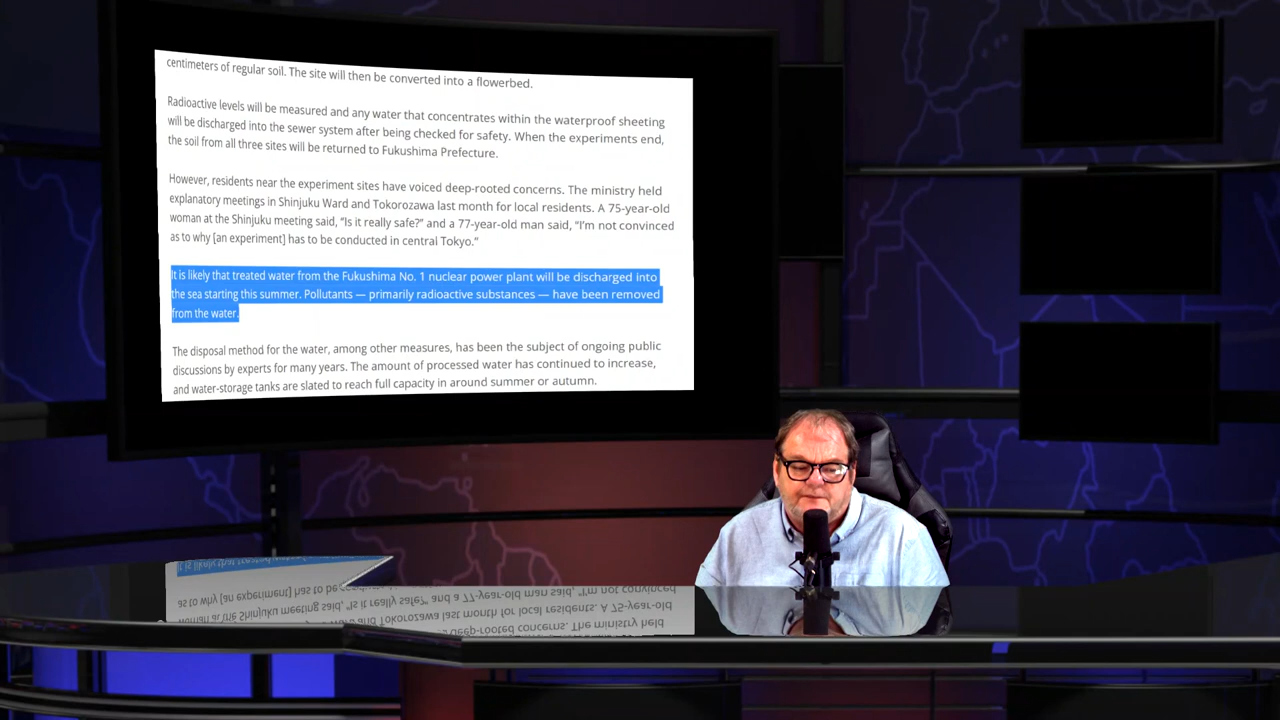 centimeters of regular soil. The site will then be converted into a flowerbed.
Radioactive levels will be measured and any water that concentrates within the waterproof sheeting
will be discharged into the sewer system after being checked for safety. When the experiments end,
the soil from all three sites will be returned to Fukushima Prefecture.
However, residents near the experiment sites have voiced deep-rooted concerns. The ministry held
explanatory meetings in Shinjuku Ward and Tokorozawa last month for local residents. A 75-year-old
woman at the Shinjuku meeting said, “Is it really safe?” and a 77-year-old man said, “I’m not convinced
as to why [an experiment] has to be conducted in central Tokyo.”
It is likely that treated water from the Fukushima No. 1 nuclear power plant will be discharged into
the sea starting this summer. Pollutants — primarily radioactive substances — have been removed
from the water.
The disposal method for the water, among other measures, has been the subject of ongoing public
discussions by experts for many years. The amount of processed water has continued to increase,
and water-storage tanks are slated to reach full capacity in around summer or autumn.